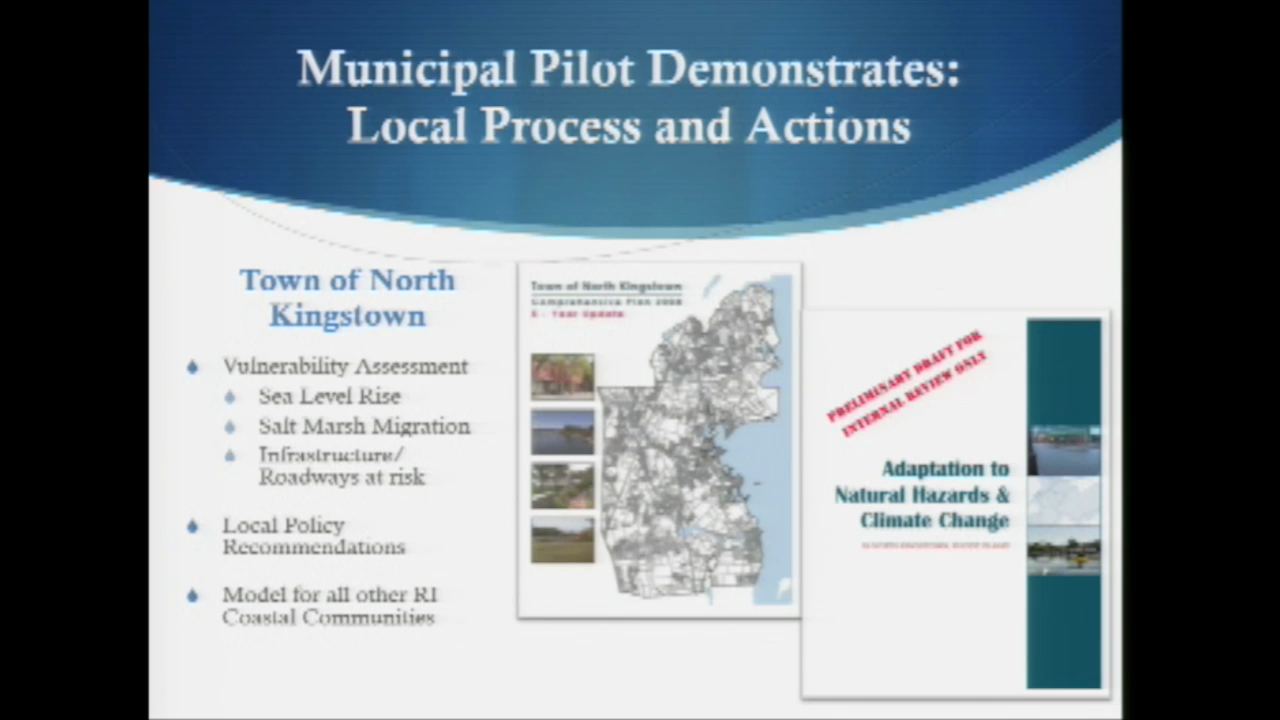 Municipal Pilot Demonstrates:
Local Process and Actions
Town of North
Kingstown
Vulnerability Assessment
Sea Level Rise
Salt Marsh Migration
Infrastructure/
Roadways at risk
Local Policy
Recommendations
Model for all other RI
Coastal Communities
Town of North Kingstown
Comprehensive Plan 2008
5 - Year Update
PRELIMINARY DRAFT FOR
INTERNAL REVIEW ONLY
Adaptation to
Natural Hazards &
Climate Change